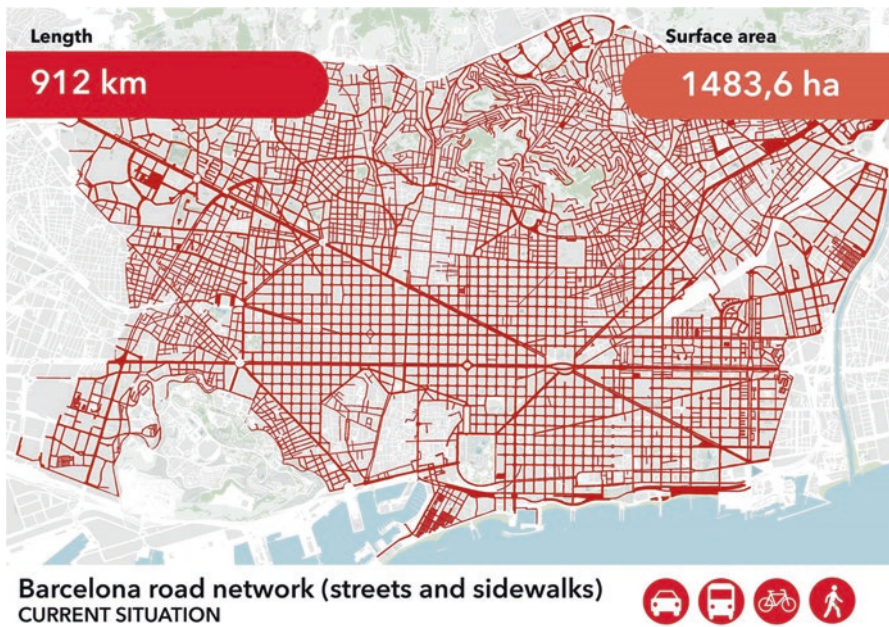 Length
912 km
Surface area
1483,6 ha
Barcelona road network (streets and sidewalks)
CURRENT SITUATION